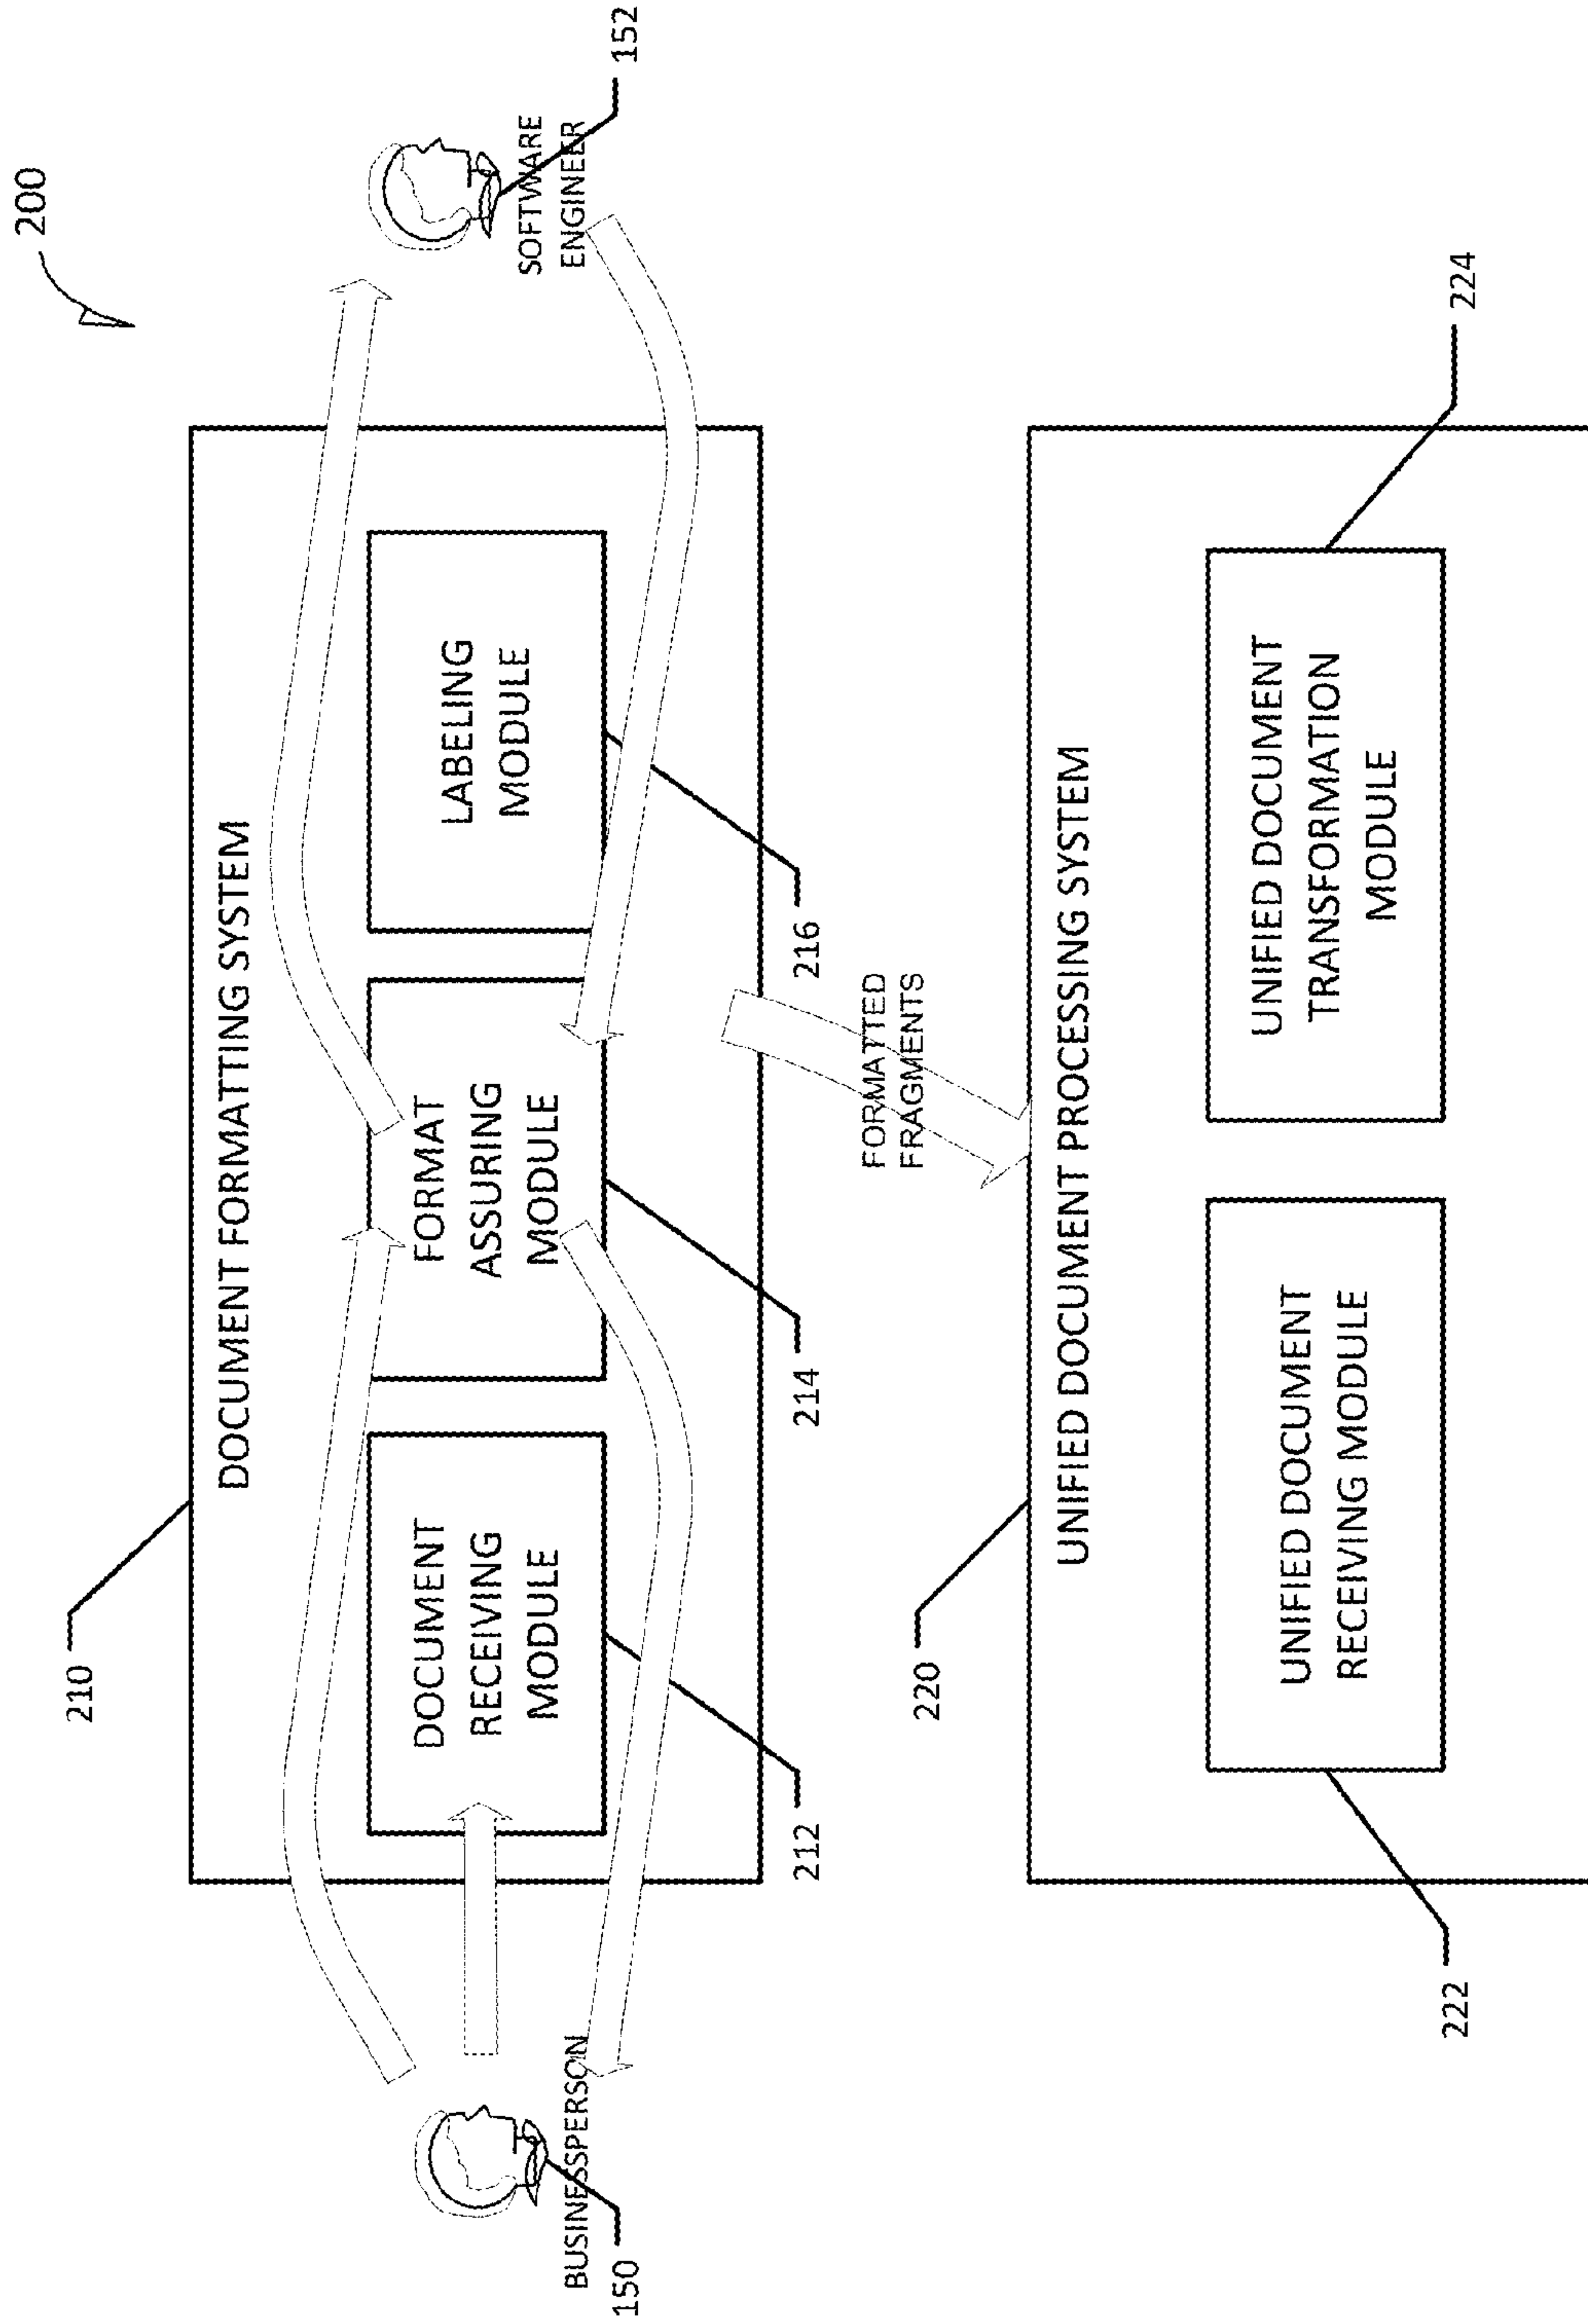 200
210
DOCUMENT FORMATTING SYSTEM
DOCUMENT
RECEIVING
MODULE
FORMAT
ASSURING
MODULE
LABELING
MODULE
BUSINESSPERSON
150
SOFTWARE
ENGINEER
152
212
214
216
FORMATTED
FRAGMENTS
220
UNIFIED DOCUMENT PROCESSING SYSTEM
UNIFIED DOCUMENT
RECEIVING MODULE
UNIFIED DOCUMENT
TRANSFORMATION
MODULE
222
224